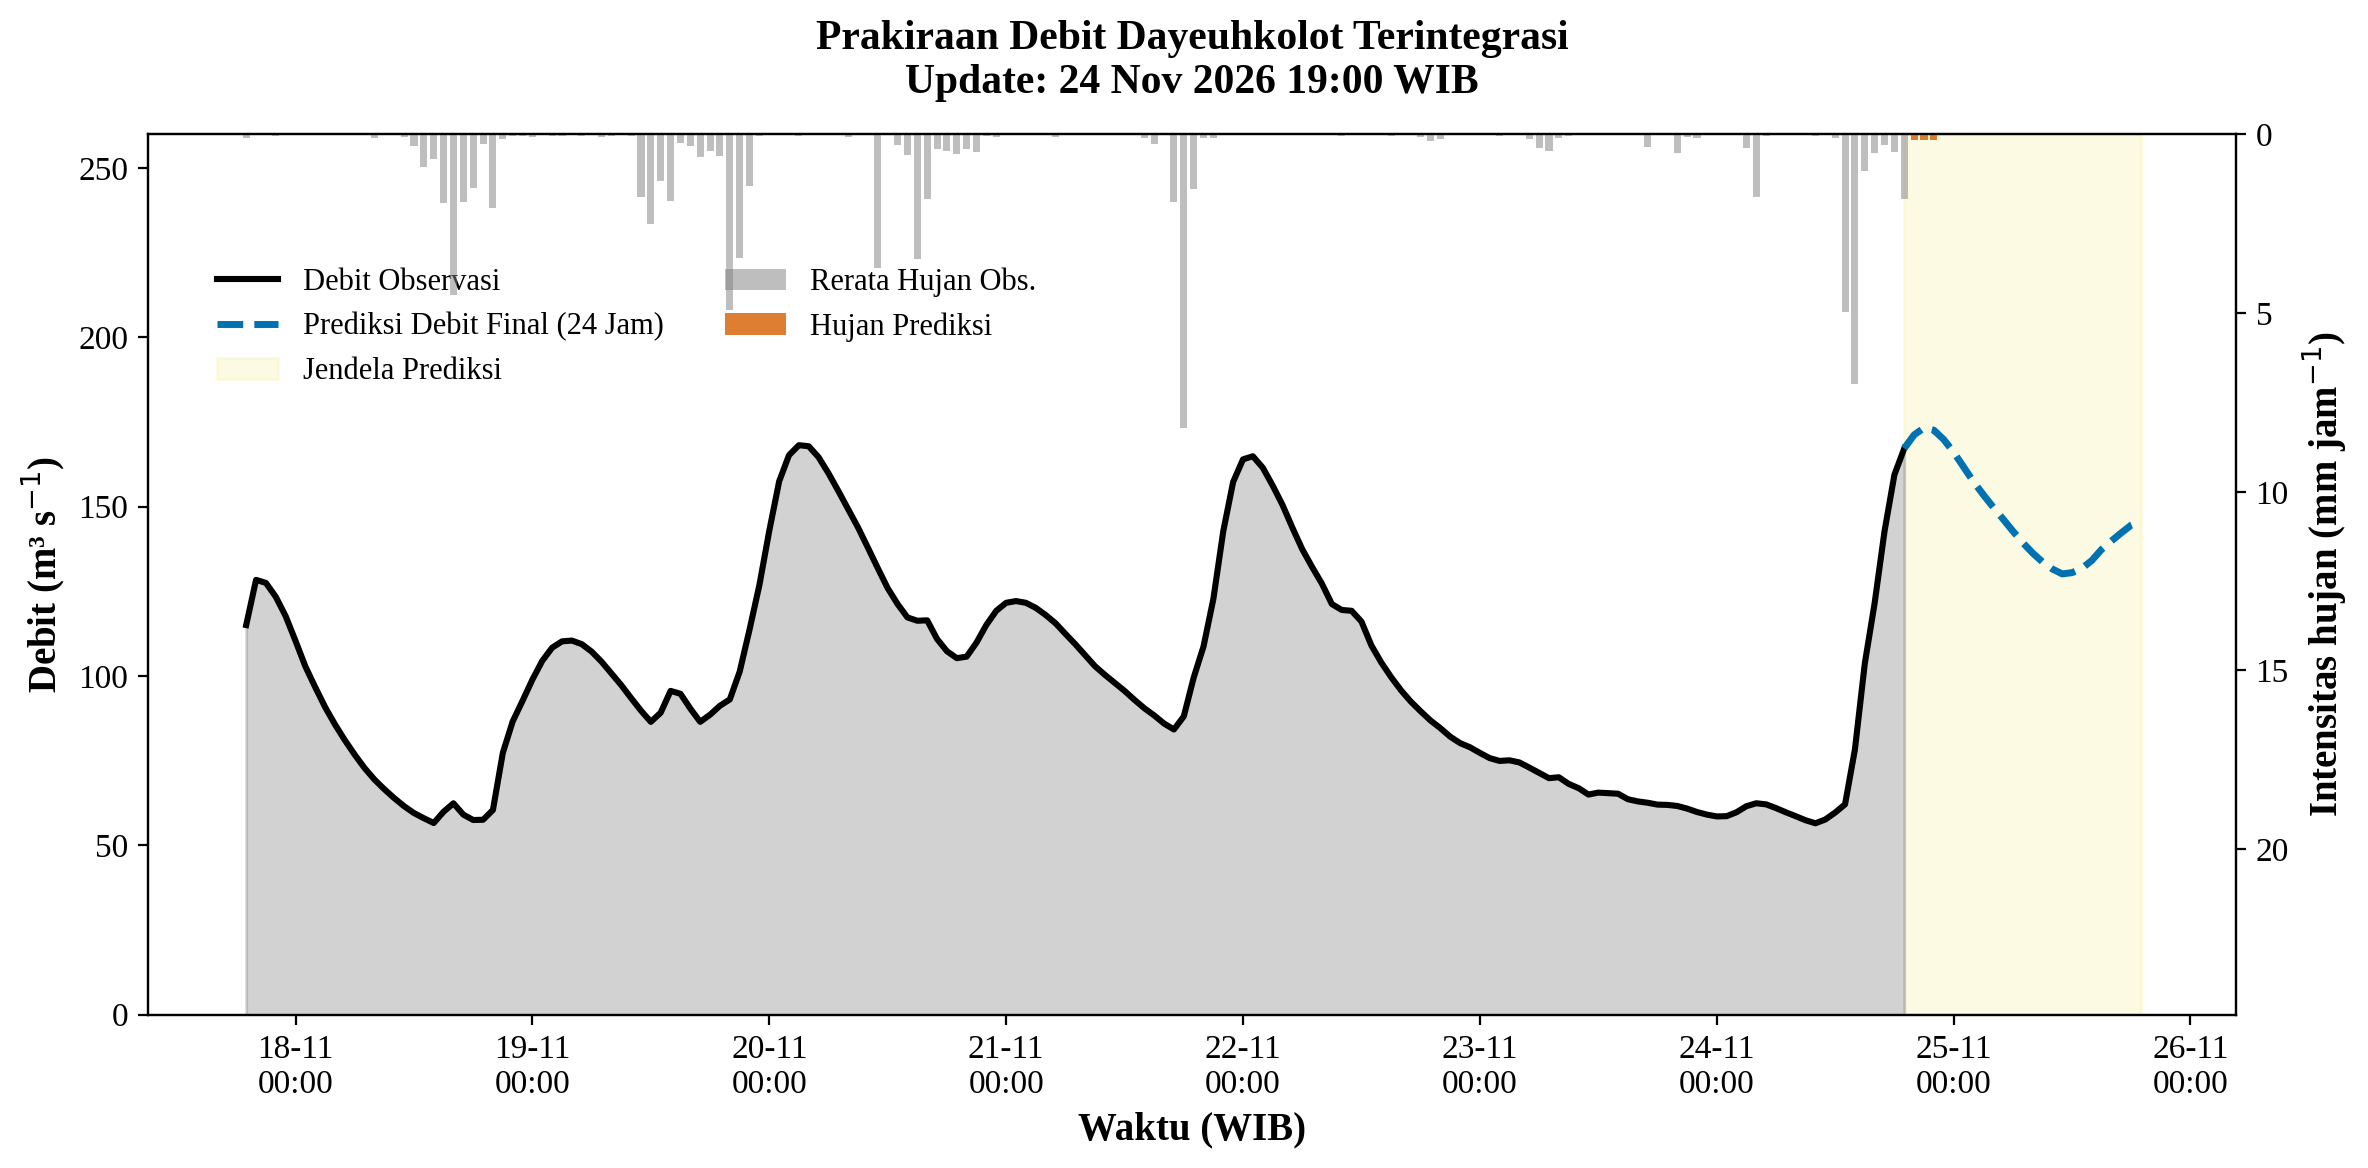 Prakiraan Debit Dayeuhkolot Terintegrasi
Update: 24 Nov 2026 19:00 WIB
Debit (m³ s⁻¹)
250
200
150
100
50
0
Debit Observasi
Prediksi Debit Final (24 Jam)
Jendela Prediksi
Rerata Hujan Obs.
Hujan Prediksi
0
5
10
15
20
Intensitas hujan (mm jam⁻¹)
18-11 19-11 20-11 21-11 22-11 23-11 24-11 25-11 26-11
00:00 00:00 00:00 00:00 00:00 00:00 00:00 00:00 00:00
Waktu (WIB)